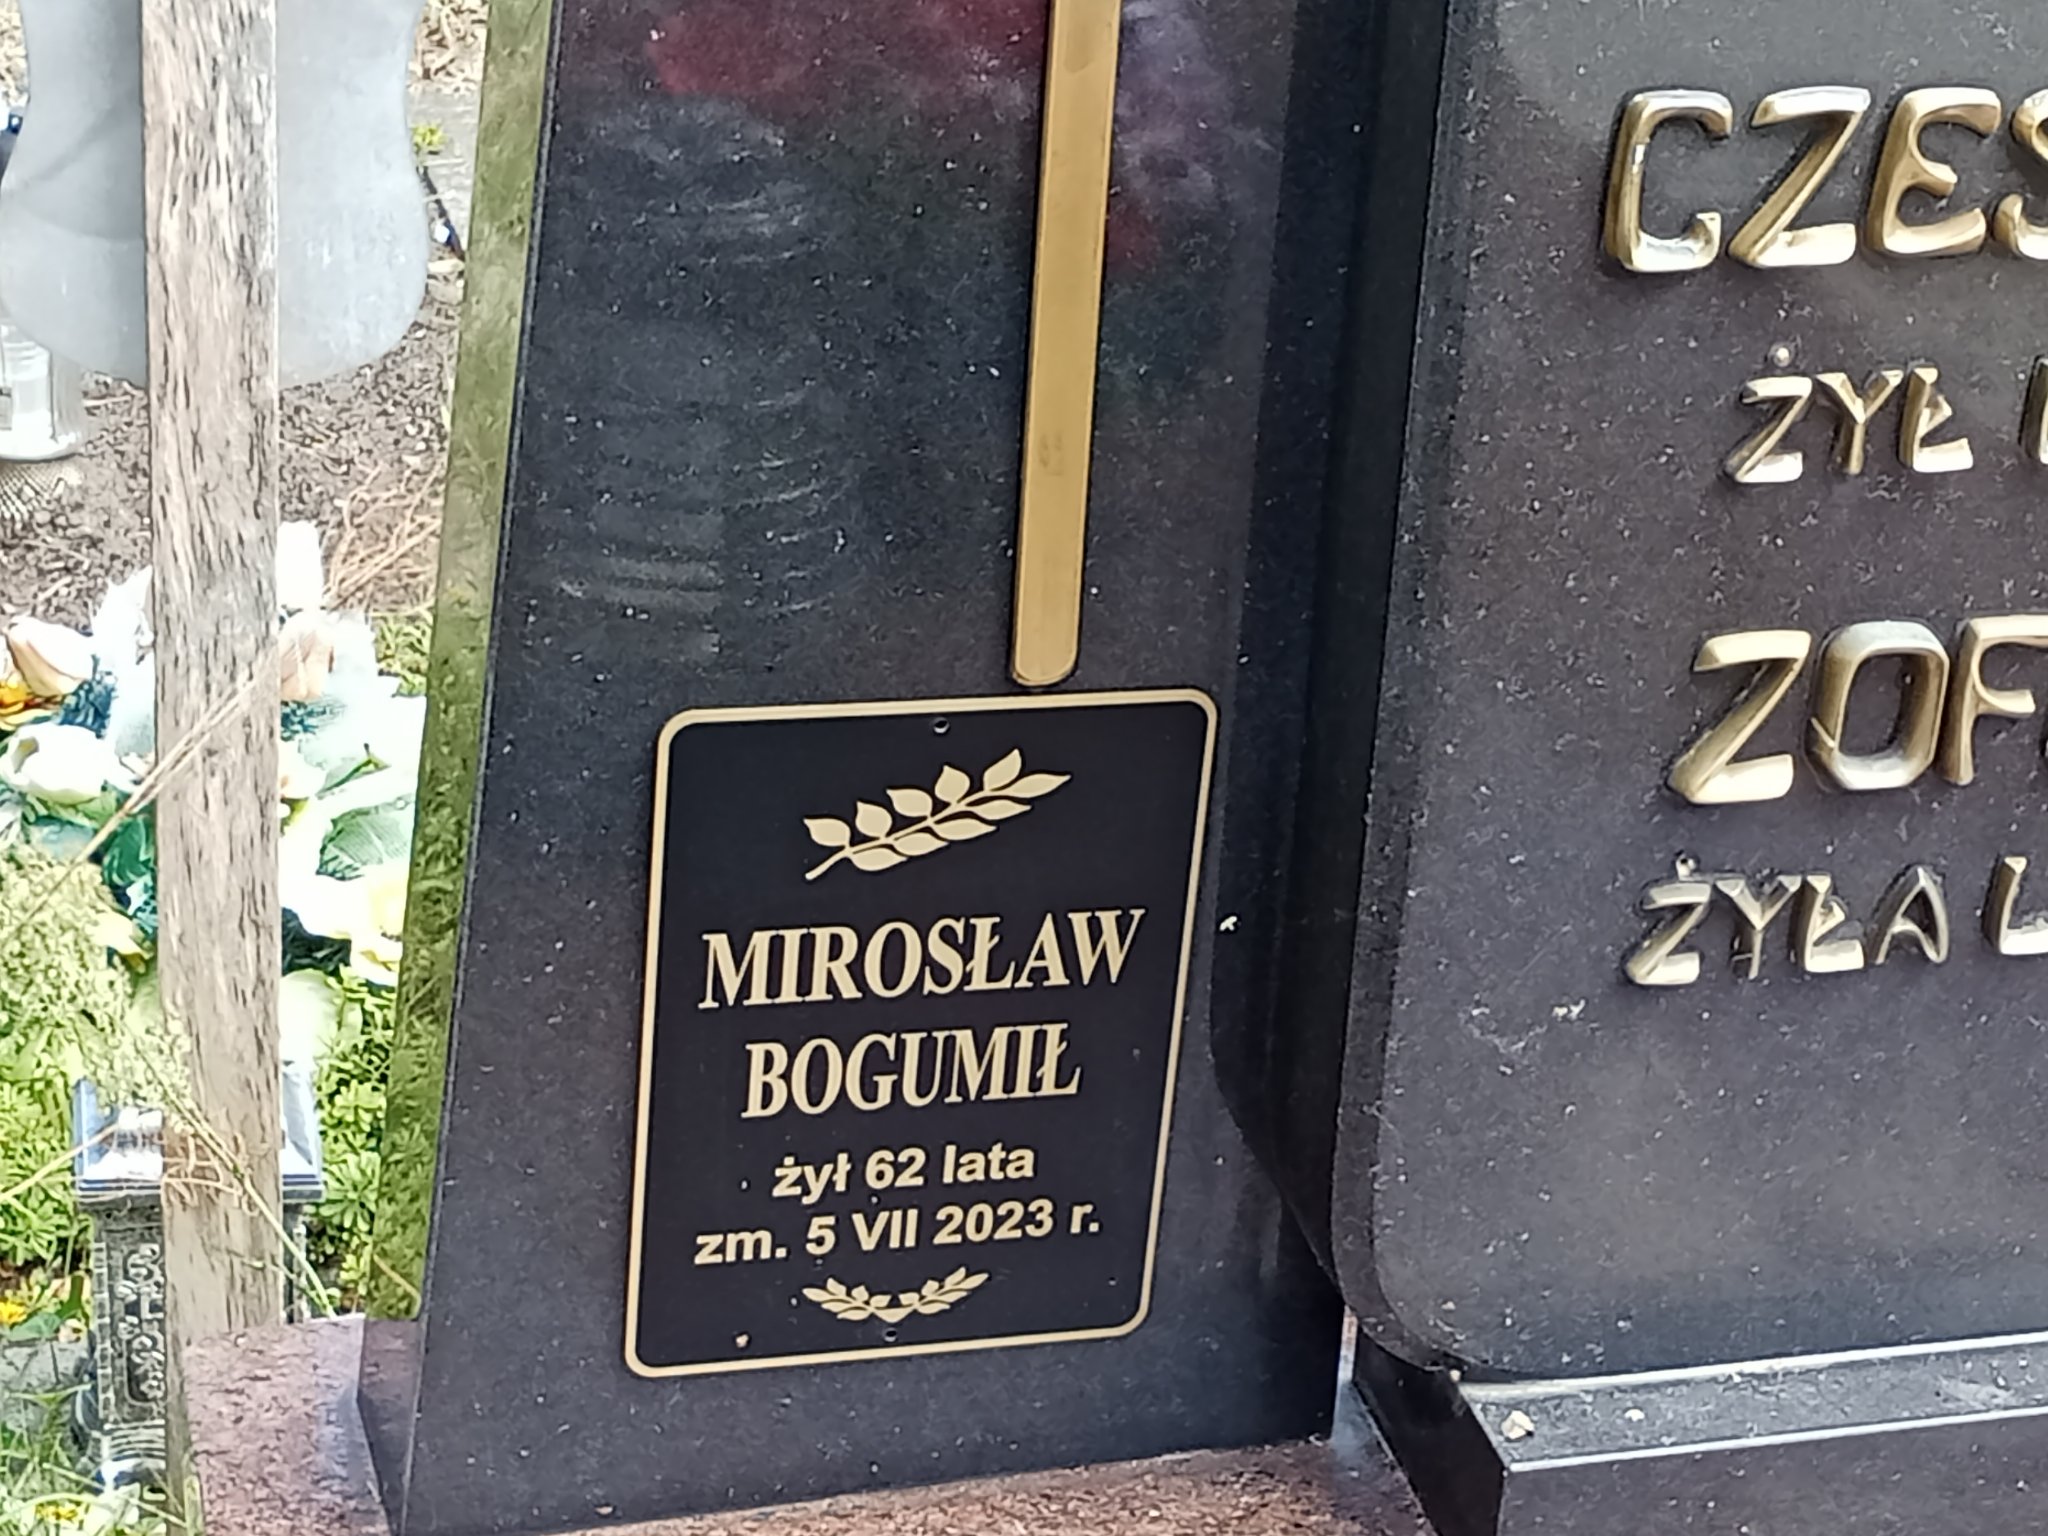 MIROSŁAW
BOGUMIŁ
żył 62 lata
zm. 5 VII 2023 r.
ŻYŁ
ŻYŁA